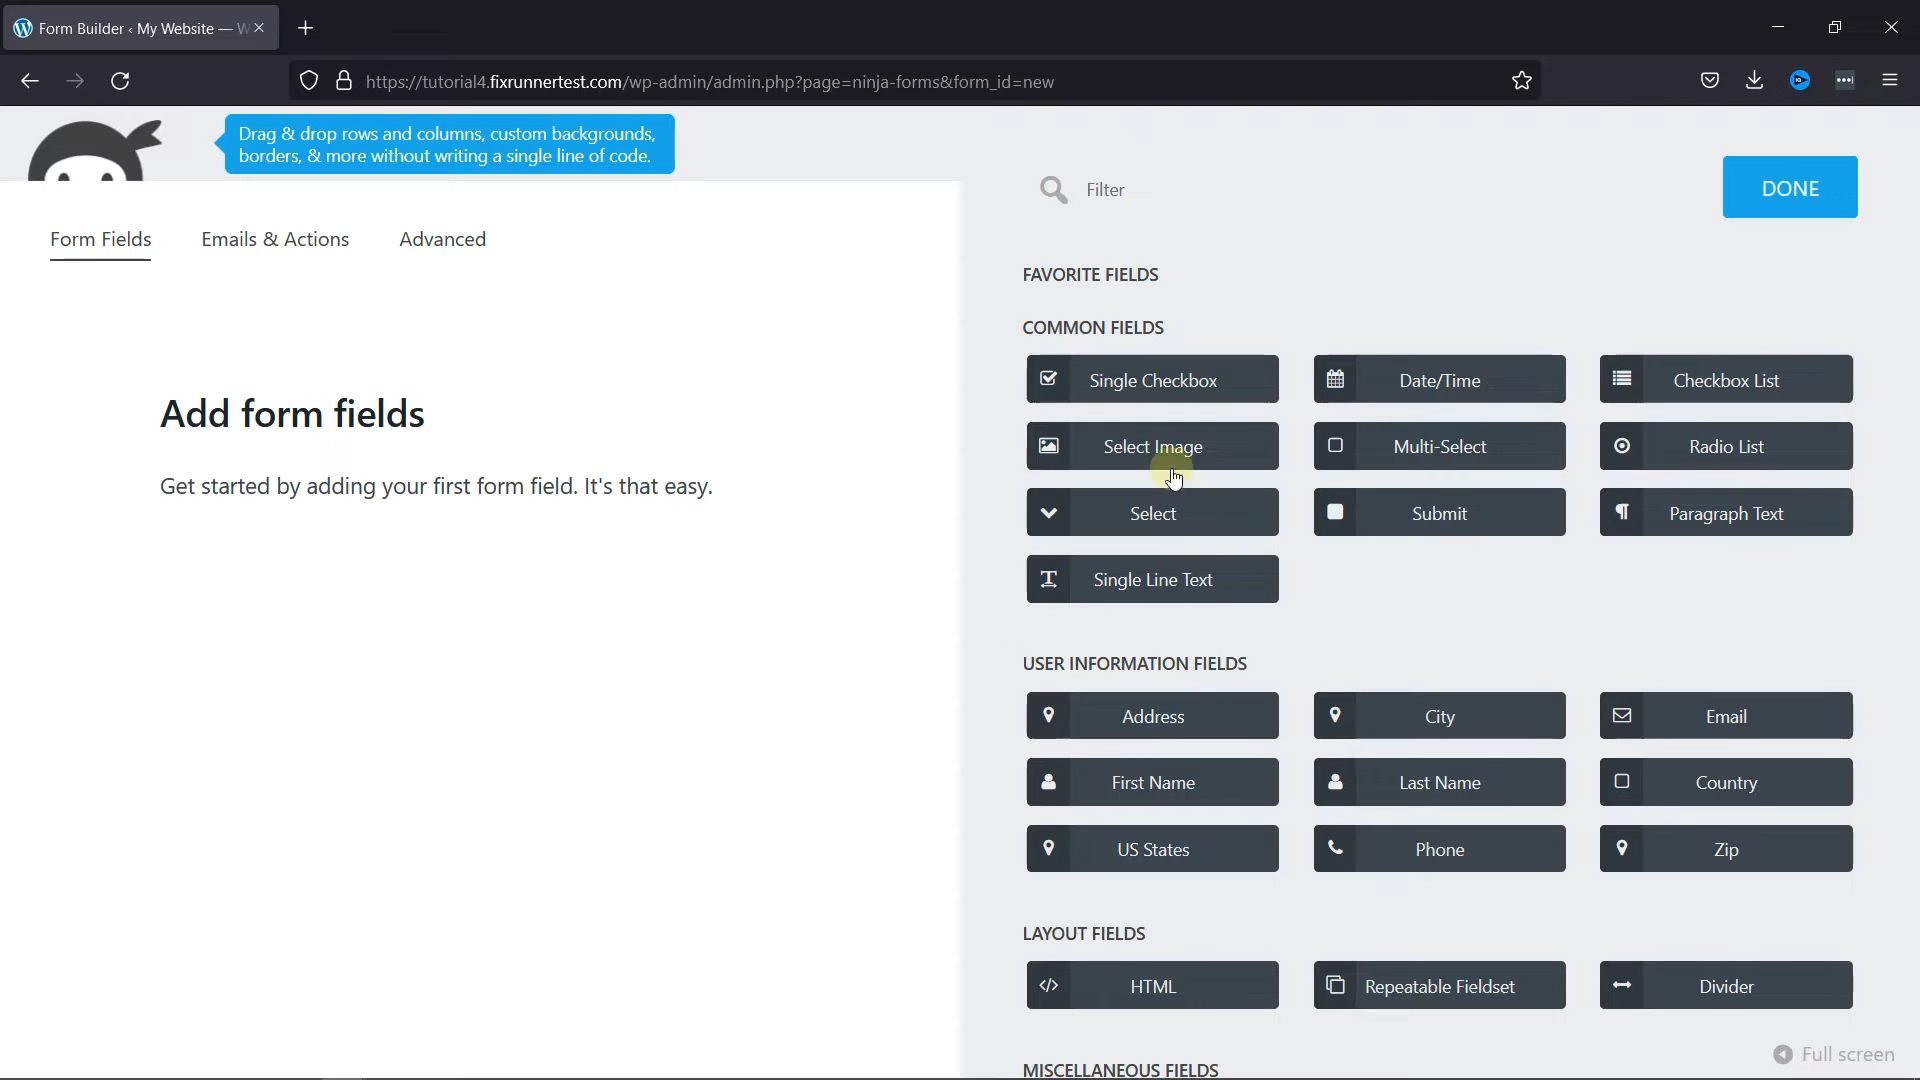 Form Builder ‹ My Website — W
https://tutorial4.fixrunnertest.com/wp-admin/admin.php?page=ninja-forms&form_id=new
Drag & drop rows and columns, custom backgrounds,
borders, & more without writing a single line of code.
Filter
DONE
Form Fields
Emails & Actions
Advanced
Add form fields
Get started by adding your first form field. It's that easy.
FAVORITE FIELDS
COMMON FIELDS
Single Checkbox
Date/Time
Checkbox List
Select Image
Multi-Select
Radio List
Select
Submit
Paragraph Text
Single Line Text
USER INFORMATION FIELDS
Address
City
Email
First Name
Last Name
Country
US States
Phone
Zip
LAYOUT FIELDS
HTML
Repeatable Fieldset
Divider
Full screen
MISCELLANEOUS FIELDS